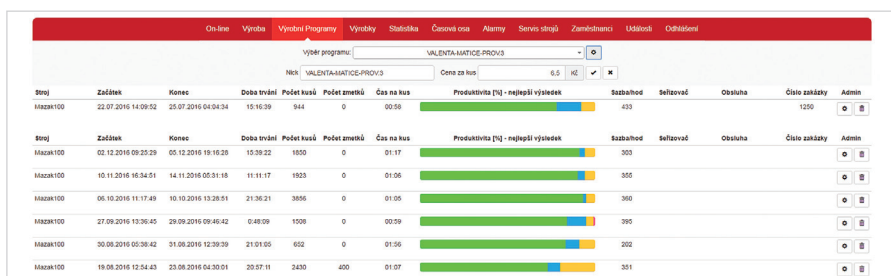 On-line Výroba Výrobní Programy Výrobky Statistika Časová osa Alarmy Servis strojů Zaměstnanci Události Odhlášení
Výběr programu: VALENTA-MATICE-PROV.3
Nick VALENTA-MATICE-PROV.3 Cena za kus 6,5 Kč
Stroj Začátek Konec Doba trvání Počet kusů Počet zmetků Čas na kus Produktivita [%] - nejlepší výsledek Sazba/hod Seřizovač Obsluha Číslo zakázky Admin
Mazak100 22.07.2016 14:09:52 25.07.2016 04:04:34 15:16:39 944 0 00:58 433 1250
Stroj Začátek Konec Doba trvání Počet kusů Počet zmetků Čas na kus Produktivita [%] - nejlepší výsledek Sazba/hod Seřizovač Obsluha Číslo zakázky Admin
Mazak100 02.12.2016 09:25:29 05.12.2016 19:16:28 15:39:22 1850 0 01:17 303
Mazak100 10.11.2016 16:34:51 14.11.2016 05:31:18 11:11:17 1923 0 01:06 355
Mazak100 06.10.2016 11:17:49 10.10.2016 13:28:51 21:36:21 3856 0 01:05 360
Mazak100 27.09.2016 13:36:45 29.09.2016 09:46:42 0:48:09 1508 0 00:59 395
Mazak100 30.08.2016 05:38:42 31.08.2016 12:39:39 21:01:05 652 0 01:56 202
Mazak100 19.08.2016 12:54:43 23.08.2016 04:30:01 20:57:11 2430 400 01:07 351